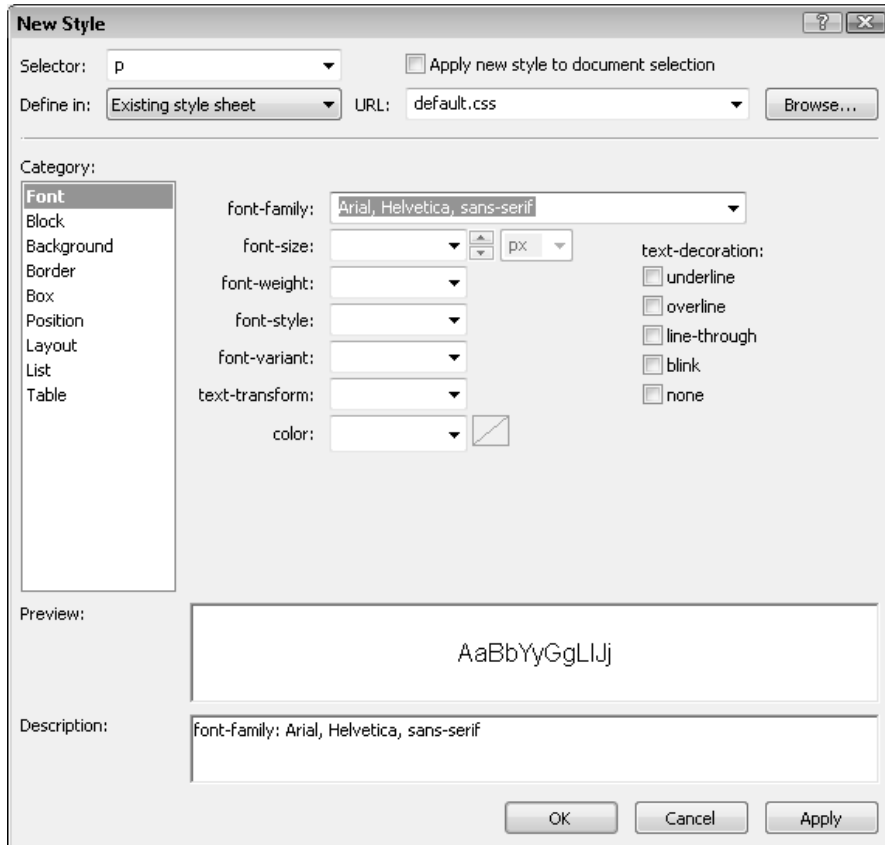 New Style
Selector: p Apply new style to document selection
Define in: Existing style sheet URL: default.css Browse...
Category:
Font
Block
Background
Border
Box
Position
Layout
List
Table
font-family: Arial, Helvetica, sans-serif
font-size: px
font-weight:
font-style:
font-variant:
text-transform:
color:
text-decoration:
underline
overline
line-through
blink
none
Preview:
AaBbYyGgLlJj
Description:
font-family: Arial, Helvetica, sans-serif
OK Cancel Apply